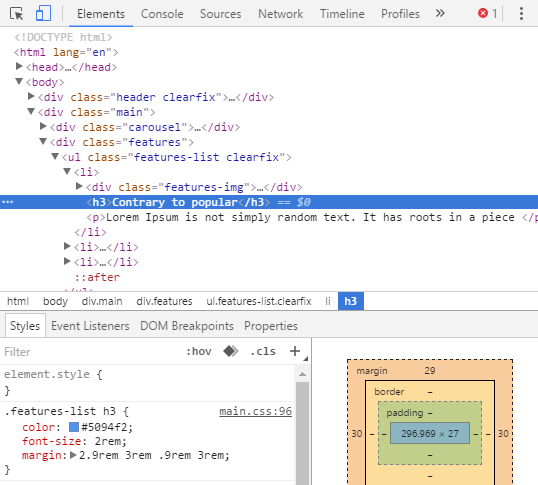 Elements Console Sources Network Timeline Profiles » 1
<!DOCTYPE html>
<html lang="en">
<head>…</head>
<body>
<div class="header clearfix">…</div>
<div class="main">
<div class="carousel">…</div>
<div class="features">
<ul class="features-list clearfix">
<li>
<div class="features-img">…</div>
… <h3>Contrary to popular</h3> == $0
<p>Lorem Ipsum is not simply random text. It has roots in a piece </p
</li>
<li>…</li>
<li>…</li>
::after
</ul>
html body div.main div.features ul.features-list.clearfix li h3
Styles Event Listeners DOM Breakpoints Properties
Filter :hov .cls +
element.style {
}
.features-list h3 { main.css:96
color: #5094f2;
font-size: 2rem;
margin: 2.9rem 3rem .9rem 3rem;
}
margin 29
border –
padding –
30 – – 296.969 × 27 – – 30
–
–